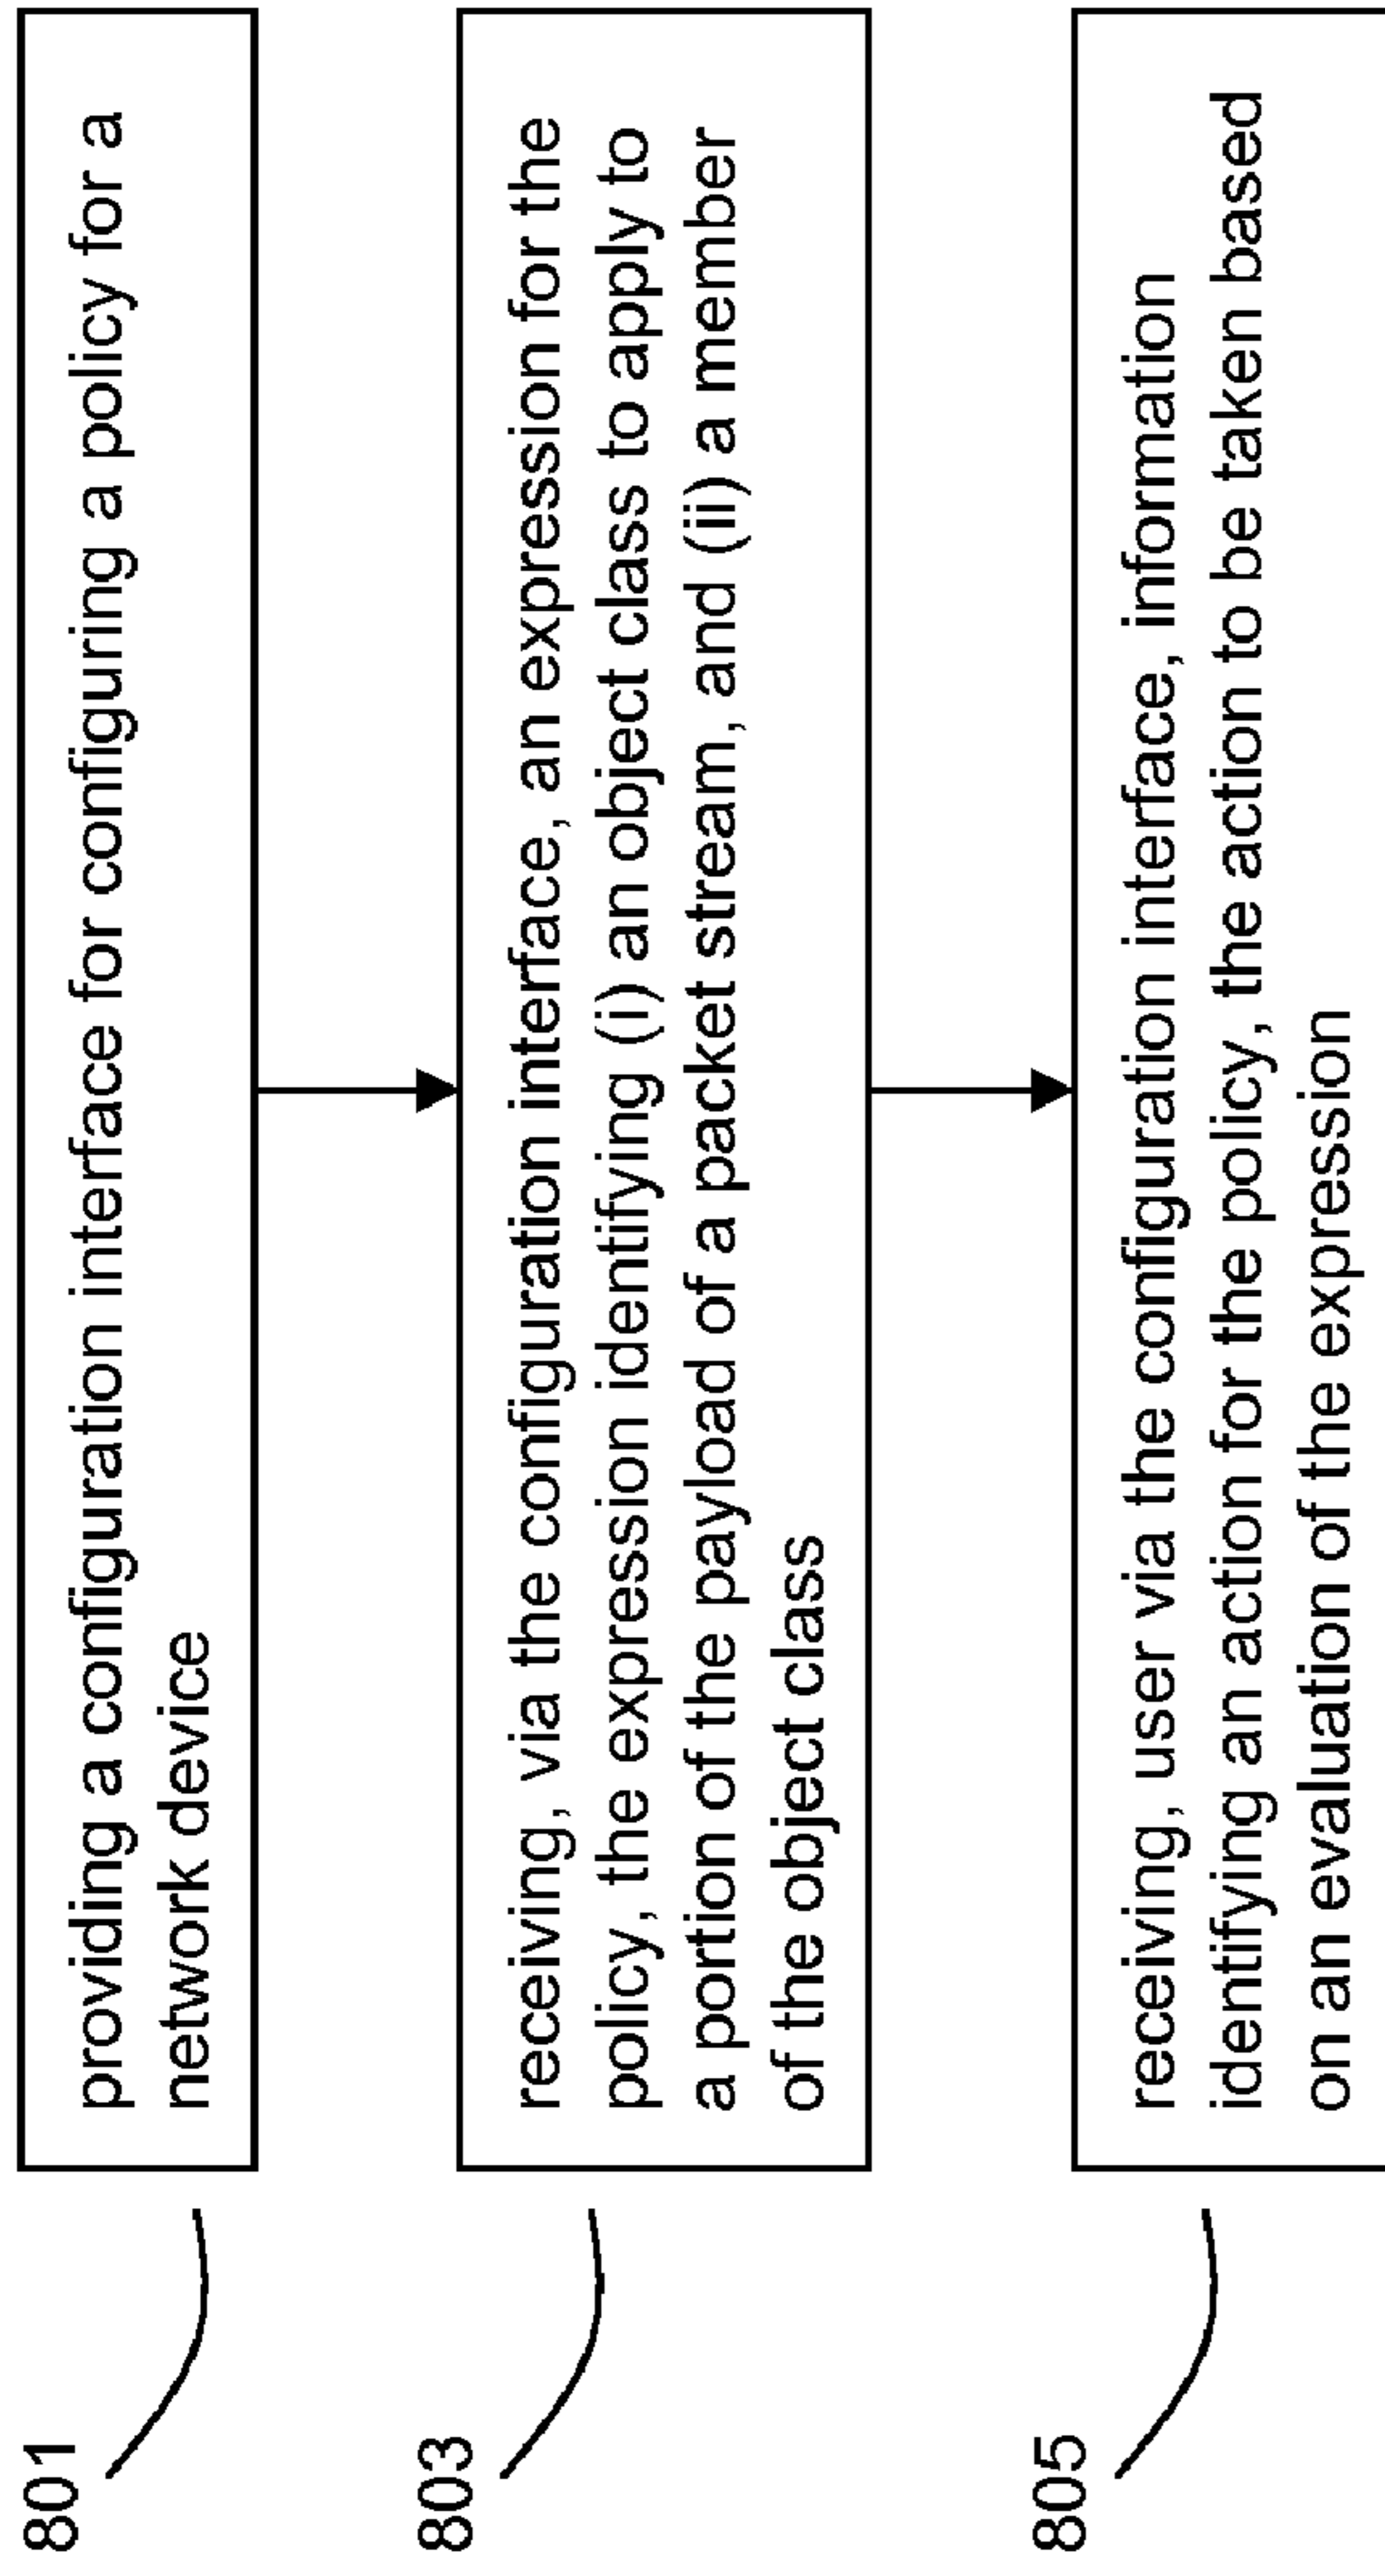 801
providing a configuration interface for configuring a policy for a
network device
803
receiving, via the configuration interface, an expression for the
policy, the expression identifying (i) an object class to apply to
a portion of the payload of a packet stream, and (ii) a member
of the object class
805
receiving, user via the configuration interface, information
identifying an action for the policy, the action to be taken based
on an evaluation of the expression